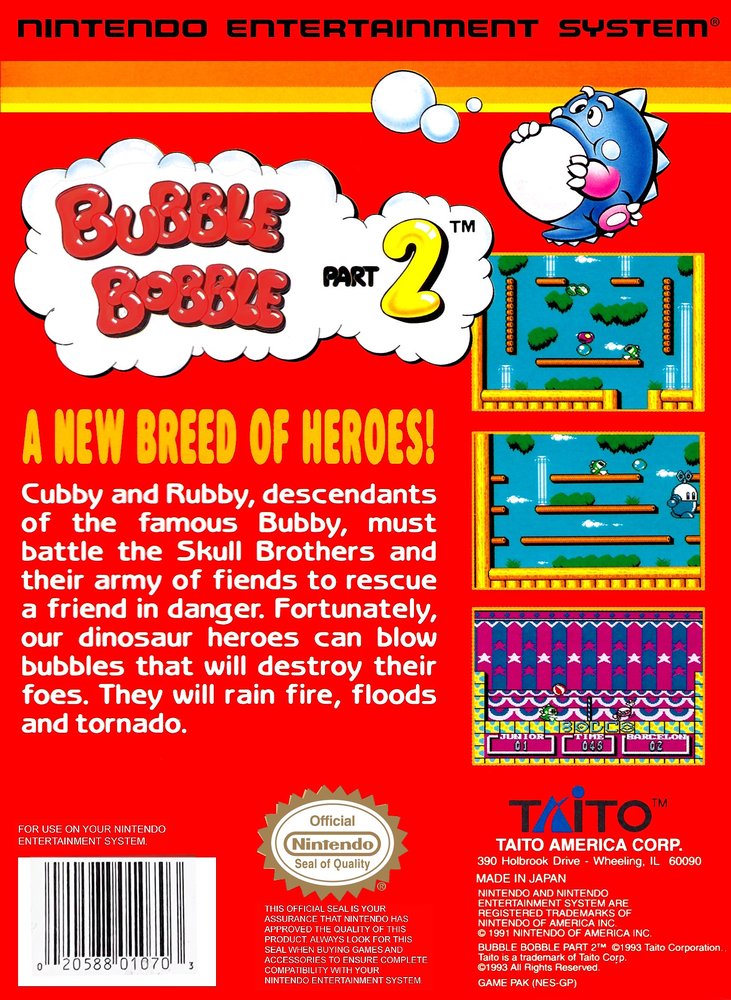 NINTENDO ENTERTAINMENT SYSTEM®
BUBBLE
BOBBLE
PART 2™
A NEW BREED OF HEROES!
Cubby and Rubby, descendants
of the famous Bubby, must
battle the Skull Brothers and
their army of fiends to rescue
a friend in danger. Fortunately,
our dinosaur heroes can blow
bubbles that will destroy their
foes. They will rain fire, floods
and tornado.
JUNIOR TIME BARCELON
01 045 02
FOR USE ON YOUR NINTENDO
ENTERTAINMENT SYSTEM.
0 20588 01070 3
Official
Nintendo
Seal of Quality
®
THIS OFFICIAL SEAL IS YOUR
ASSURANCE THAT NINTENDO HAS
APPROVED THE QUALITY OF THIS
PRODUCT. ALWAYS LOOK FOR THIS
SEAL WHEN BUYING GAMES AND
ACCESSORIES TO ENSURE COMPLETE
COMPATIBILITY WITH YOUR
NINTENDO ENTERTAINMENT SYSTEM
TAITO™
TAITO AMERICA CORP.
390 Holbrook Drive - Wheeling, IL 60090
MADE IN JAPAN
NINTENDO AND NINTENDO
ENTERTAINMENT SYSTEM ARE
REGISTERED TRADEMARKS OF
NINTENDO OF AMERICA INC.
© 1991 NINTENDO OF AMERICA INC.
BUBBLE BOBBLE PART 2™ ©1993 Taito Corporation.
Taito is a trademark of Taito Corp.
©1993 All Rights Reserved.
GAME PAK (NES-GP)